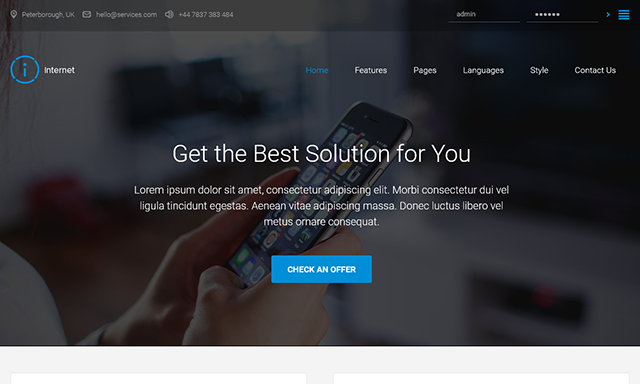 Peterborough, UK hello@services.com +44 7837 383 484 admin ••••••
i Internet Home Features Pages Languages Style Contact Us
Get the Best Solution for You
Lorem ipsum dolor sit amet, consectetur adipiscing elit. Morbi consectetur dui vel
ligula tincidunt egestas. Aenean vitae adipiscing massa. Donec luctus libero vel
metus ornare consequat.
CHECK AN OFFER